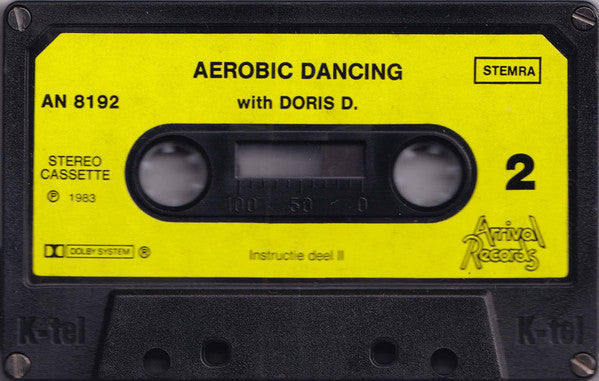 AEROBIC DANCING
STEMRA
AN 8192
with DORIS D.
STEREO
CASSETTE
Ⓟ 1983
2
100 50 0
DOLBY SYSTEM ®
Instructie deel II
Arrival
Records
K-tel
K-tel